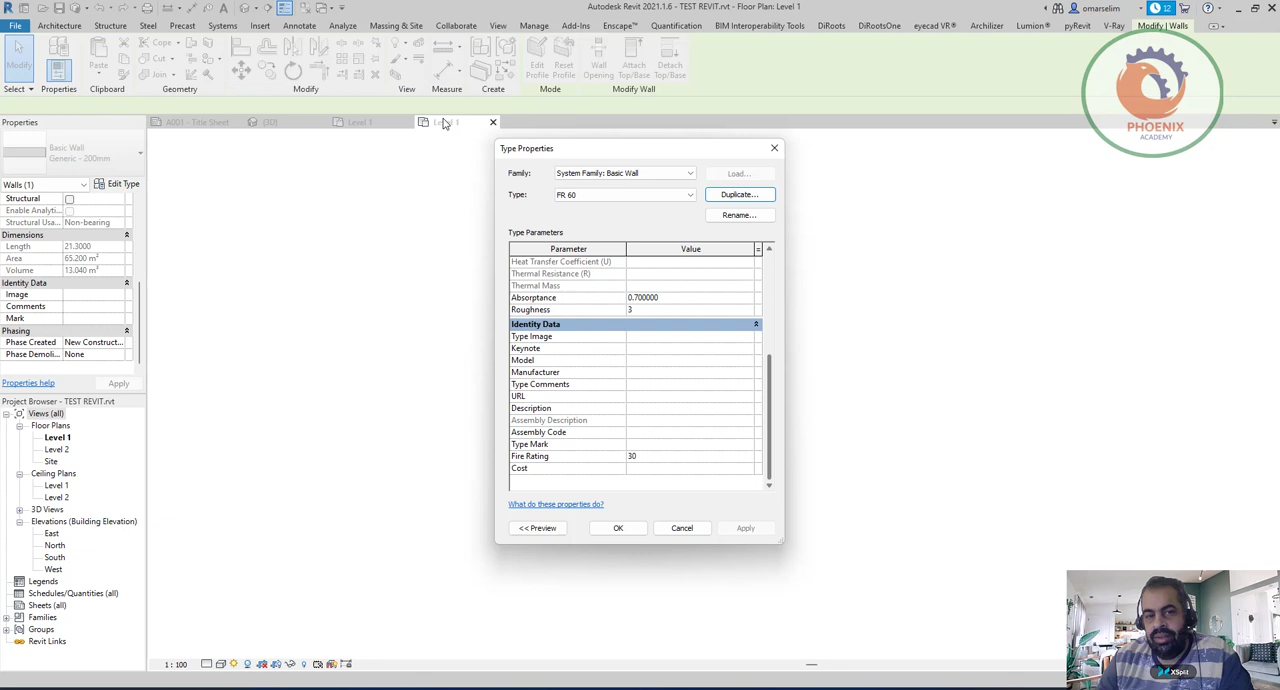 Autodesk Revit 2021.1.6 - TEST REVIT.rvt - Floor Plan: Level 1
omarselim
12
File Architecture Structure Steel Precast Systems Insert Annotate Analyze Massing & Site Collaborate View Manage Add-Ins Enscape™ Quantification BIM Interoperability Tools DiRoots DiRootsOne eyecad VR® Archilizer Lumion® pyRevit V-Ray Modify | Walls
Modify
Paste
Cope
Cut
Join
Edit Profile
Reset Profile
Wall Opening
Attach Top/Base
Detach Top/Base
Select Properties Clipboard Geometry Modify View Measure Create Mode Modify Wall
PHOENIX
ACADEMY
A001 - Title Sheet
{3D}
Level 1
Properties
Basic Wall
Generic - 200mm
Walls (1) Edit Type
Structural
Enable Analyti...
Structural Usa... Non-bearing
Dimensions
Length 21.3000
Area 65.200 m²
Volume 13.040 m³
Identity Data
Image
Comments
Mark
Phasing
Phase Created New Construct...
Phase Demoli... None
Properties help Apply
Project Browser - TEST REVIT.rvt
Views (all)
Floor Plans
Level 1
Level 2
Site
Ceiling Plans
Level 1
Level 2
3D Views
Elevations (Building Elevation)
East
North
South
West
Legends
Schedules/Quantities (all)
Sheets (all)
Families
Groups
Revit Links
Type Properties
Family: System Family: Basic Wall Load...
Type: FR 60 Duplicate...
Rename...
Type Parameters
Parameter Value =
Heat Transfer Coefficient (U)
Thermal Resistance (R)
Thermal Mass
Absorptance 0.700000
Roughness 3
Identity Data
Type Image
Keynote
Model
Manufacturer
Type Comments
URL
Description
Assembly Description
Assembly Code
Type Mark
Fire Rating 30
Cost
What do these properties do?
<< Preview OK Cancel Apply
1 : 100
XSplit